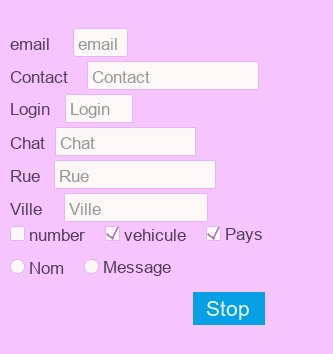 email email
Contact Contact
Login Login
Chat Chat
Rue Rue
Ville Ville
number vehicule Pays
Nom Message
Stop